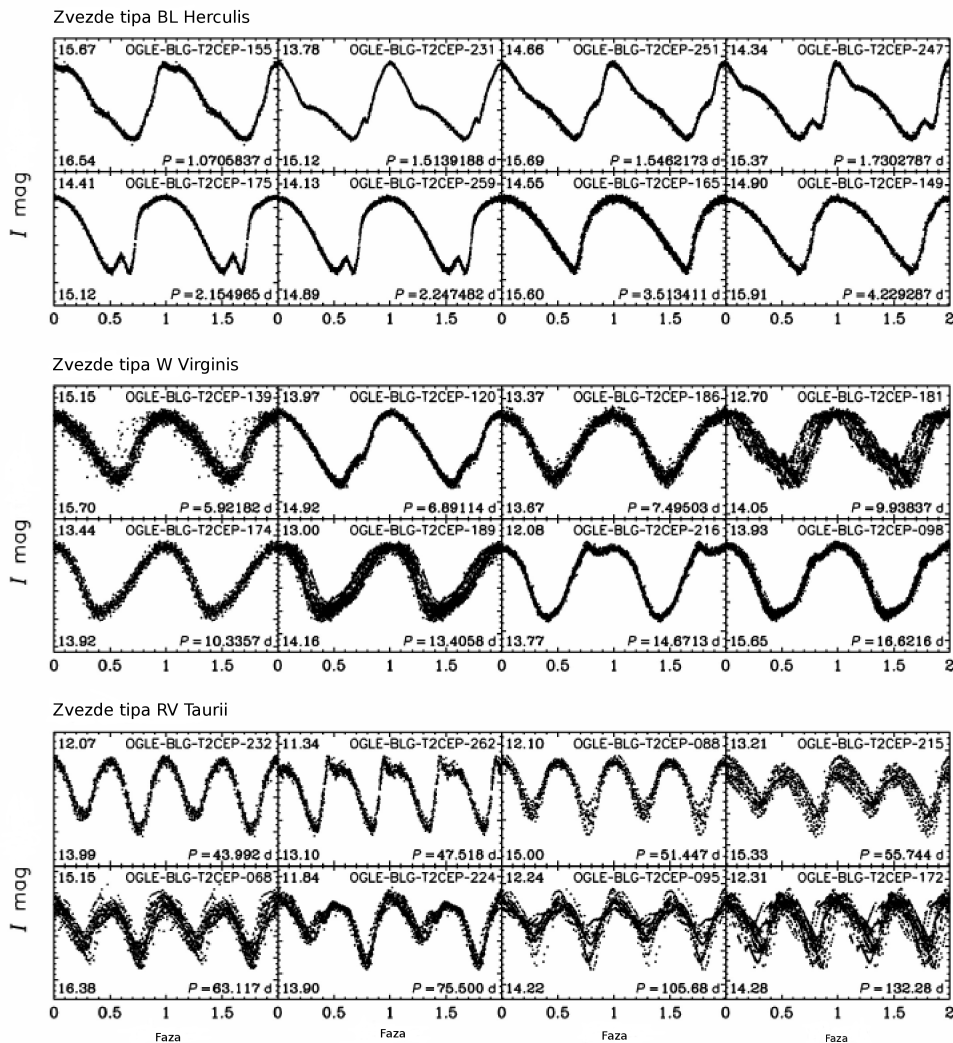 Zvezde tipa BL Herculis
15.67 OGLE-BLG-T2CEP-155 13.78 OGLE-BLG-T2CEP-231 14.66 OGLE-BLG-T2CEP-251 14.34 OGLE-BLG-T2CEP-247
16.54 P = 1.0705837 d 15.12 P = 1.5139188 d 15.69 P = 1.5462173 d 15.37 P = 1.7302787 d
I mag
14.41 OGLE-BLG-T2CEP-175 14.13 OGLE-BLG-T2CEP-259 14.55 OGLE-BLG-T2CEP-165 14.90 OGLE-BLG-T2CEP-149
15.12 P = 2.154965 d 14.89 P = 2.247482 d 15.60 P = 3.513411 d 15.91 P = 4.229287 d
0 0.5 1 1.5 0 0.5 1 1.5 0 0.5 1 1.5 0 0.5 1 1.5 2
Zvezde tipa W Virginis
15.15 OGLE-BLG-T2CEP-139 13.97 OGLE-BLG-T2CEP-120 13.37 OGLE-BLG-T2CEP-186 12.70 OGLE-BLG-T2CEP-181
15.70 P = 5.92182 d 14.92 P = 6.89114 d 13.67 P = 7.49503 d 14.05 P = 9.93837 d
I mag
13.44 OGLE-BLG-T2CEP-174 13.00 OGLE-BLG-T2CEP-189 12.08 OGLE-BLG-T2CEP-216 13.93 OGLE-BLG-T2CEP-098
13.92 P = 10.3357 d 14.16 P = 13.4058 d 13.77 P = 14.6713 d 15.65 P = 16.6216 d
0 0.5 1 1.5 0 0.5 1 1.5 0 0.5 1 1.5 0 0.5 1 1.5 2
Zvezde tipa RV Taurii
12.07 OGLE-BLG-T2CEP-232 11.34 OGLE-BLG-T2CEP-262 12.10 OGLE-BLG-T2CEP-088 13.21 OGLE-BLG-T2CEP-215
13.99 P = 43.992 d 13.10 P = 47.518 d 15.00 P = 51.447 d 15.33 P = 55.744 d
I mag
15.15 OGLE-BLG-T2CEP-068 11.84 OGLE-BLG-T2CEP-224 12.24 OGLE-BLG-T2CEP-095 12.31 OGLE-BLG-T2CEP-172
16.38 P = 63.117 d 13.90 P = 75.500 d 14.22 P = 105.68 d 14.28 P = 132.28 d
0 0.5 1 1.5 0 0.5 1 1.5 0 0.5 1 1.5 0 0.5 1 1.5 2
Faza Faza Faza Faza